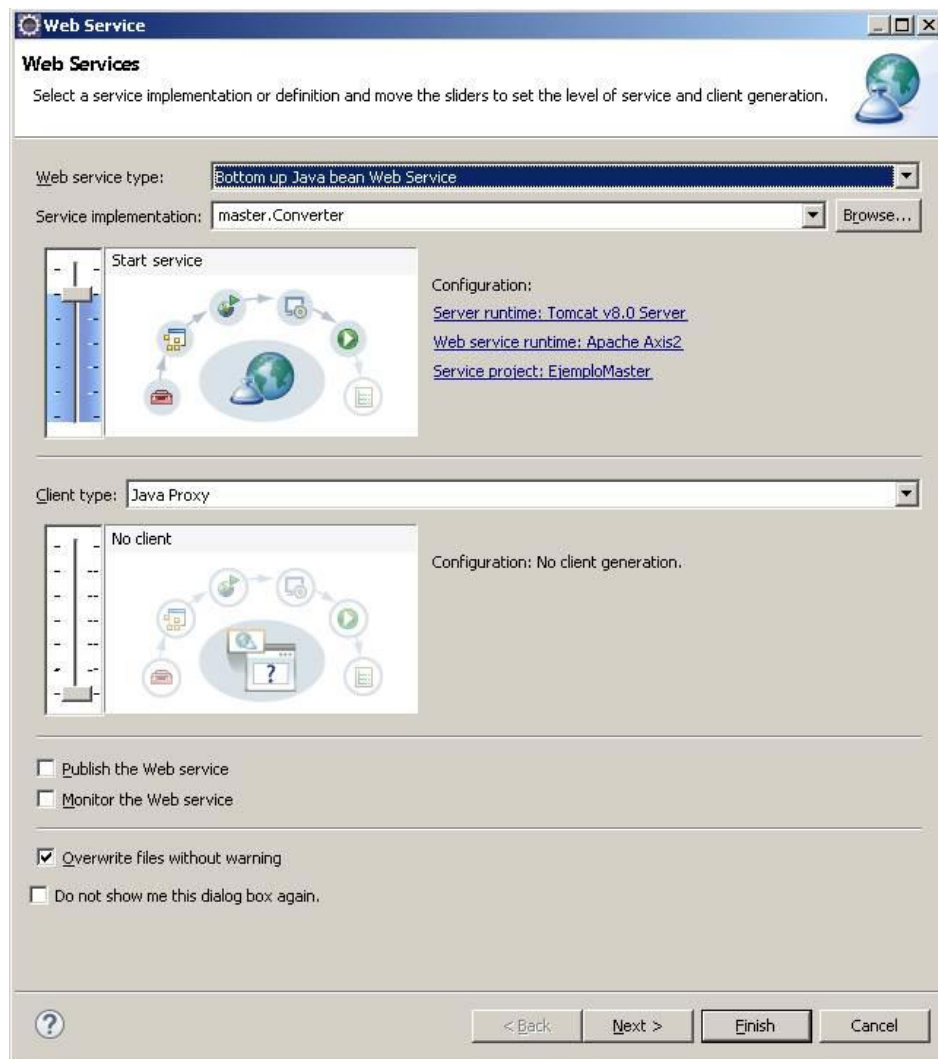 Web Service
Web Services
Select a service implementation or definition and move the sliders to set the level of service and client generation.
Web service type: Bottom up Java bean Web Service
Service implementation: master.Converter Browse...
Start service
Configuration:
Server runtime: Tomcat v8.0 Server
Web service runtime: Apache Axis2
Service project: EjemploMaster
Client type: Java Proxy
No client
Configuration: No client generation.
?
Publish the Web service
Monitor the Web service
Overwrite files without warning
Do not show me this dialog box again.
? < Back Next > Finish Cancel